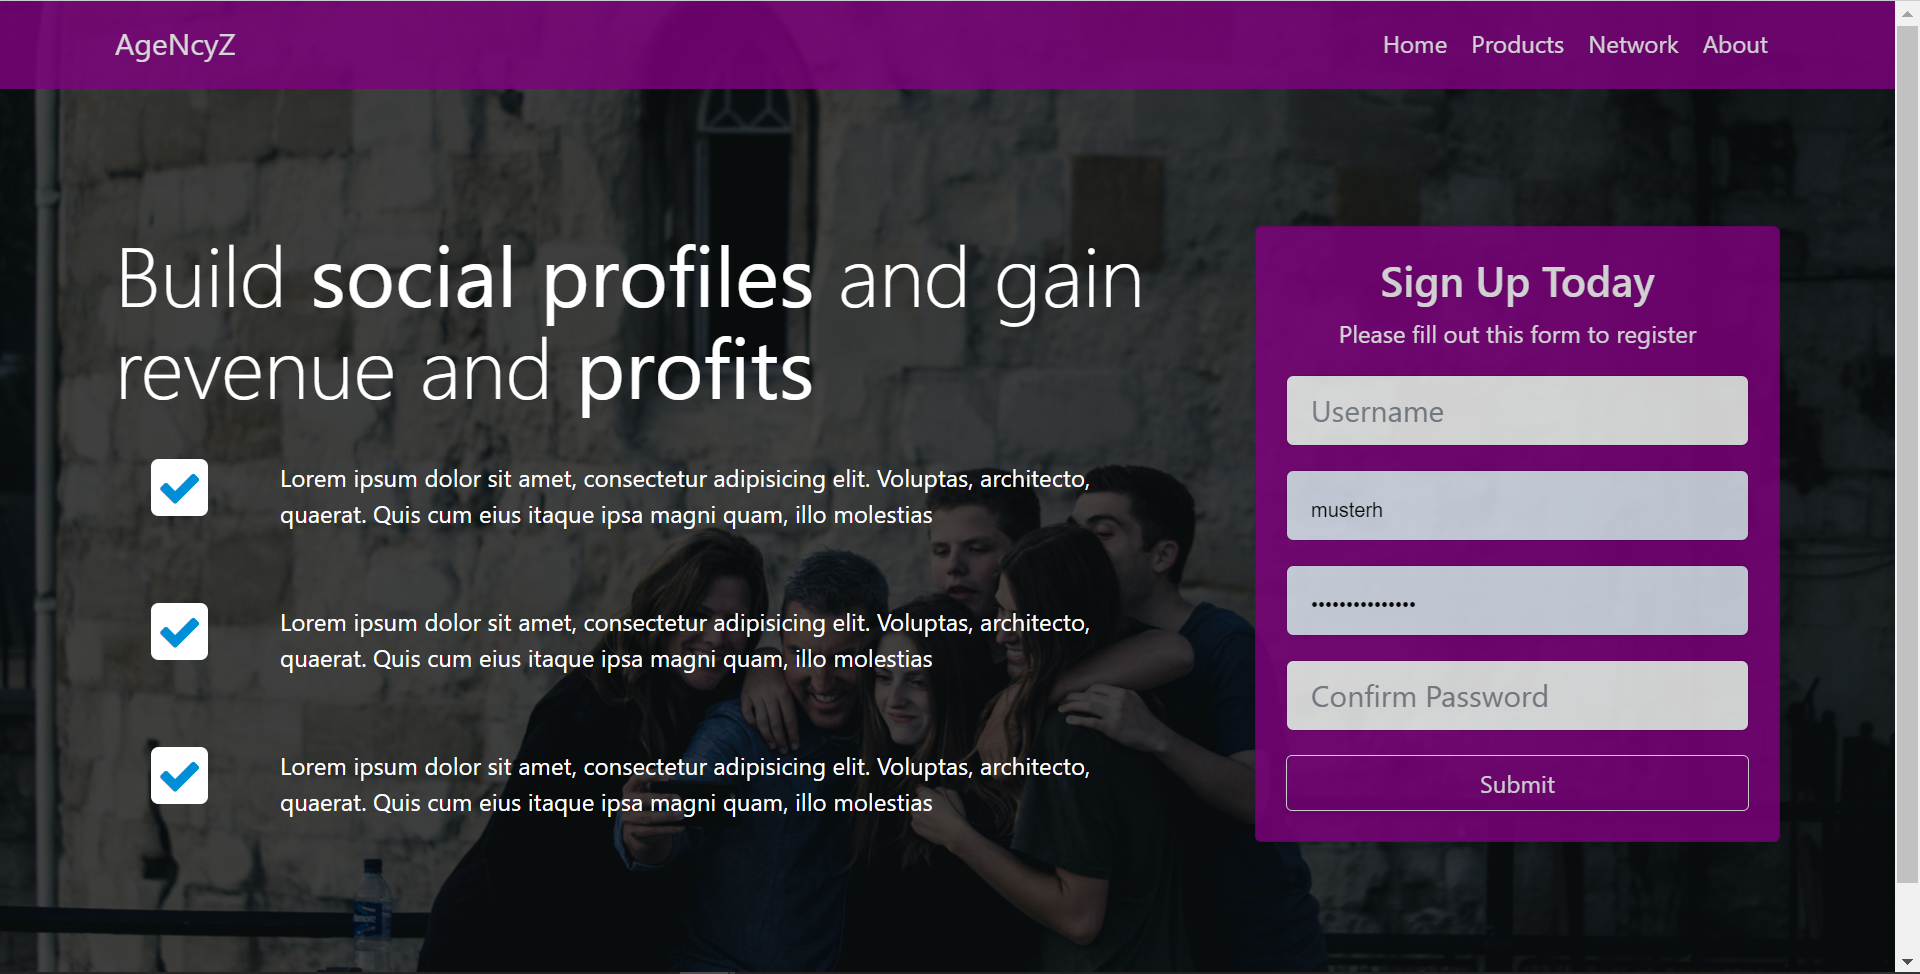 AgeNcyZ
Home Products Network About
Build social profiles and gain
revenue and profits
Lorem ipsum dolor sit amet, consectetur adipisicing elit. Voluptas, architecto,
quaerat. Quis cum eius itaque ipsa magni quam, illo molestias
Lorem ipsum dolor sit amet, consectetur adipisicing elit. Voluptas, architecto,
quaerat. Quis cum eius itaque ipsa magni quam, illo molestias
Lorem ipsum dolor sit amet, consectetur adipisicing elit. Voluptas, architecto,
quaerat. Quis cum eius itaque ipsa magni quam, illo molestias
Sign Up Today
Please fill out this form to register
Username
musterh
•••••••••••••••
Confirm Password
Submit